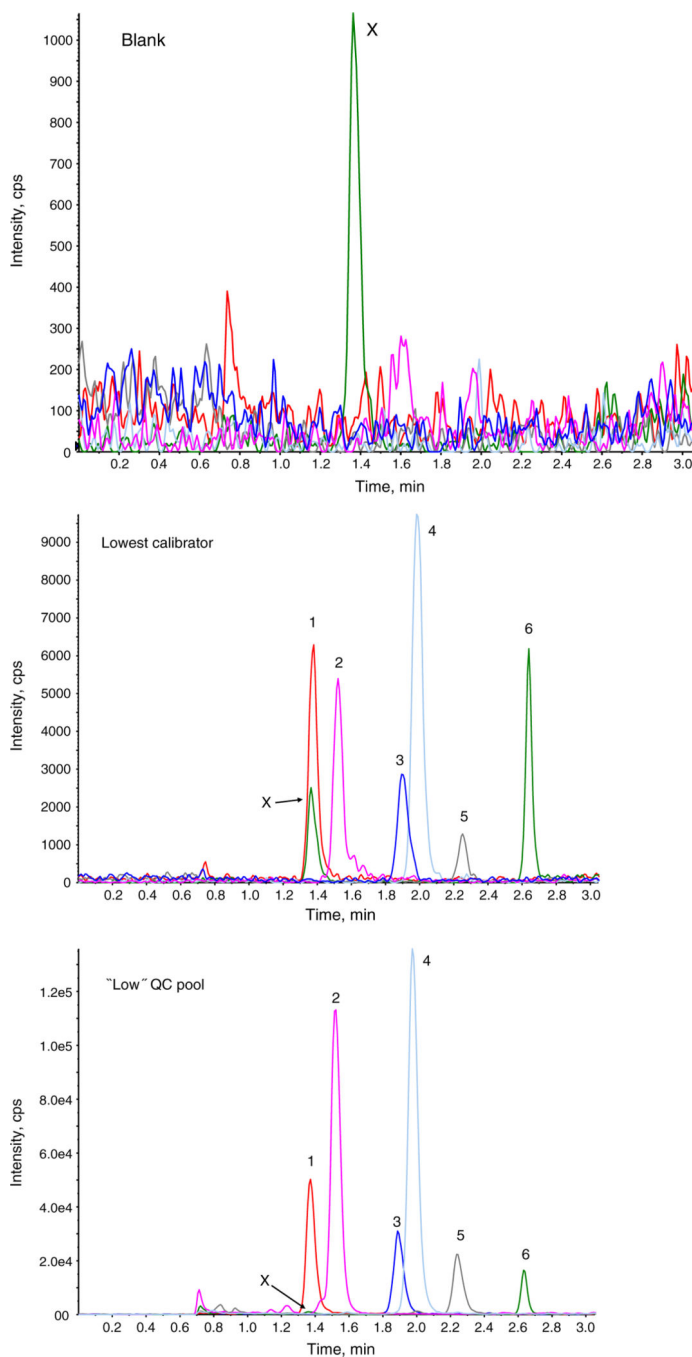 Blank
X
1000
900
800
700
600
500
400
300
200
100
0
Intensity, cps
0.2 0.4 0.6 0.8 1.0 1.2 1.4 1.6 1.8 2.0 2.2 2.4 2.6 2.8 3.0
Time, min
Lowest calibrator
4
1
6
2
3
X
5
9000
8000
7000
6000
5000
4000
3000
2000
1000
0
Intensity, cps
0.2 0.4 0.6 0.8 1.0 1.2 1.4 1.6 1.8 2.0 2.2 2.4 2.6 2.8 3.0
Time, min
"Low" QC pool
4
2
1
3
5
6
X
1.2e5
1.0e5
8.0e4
6.0e4
4.0e4
2.0e4
00
Intensity, cps
0.2 0.4 0.6 0.8 1.0 1.2 1.4 1.6 1.8 2.0 2.2 2.4 2.6 2.8 3.0
Time, min